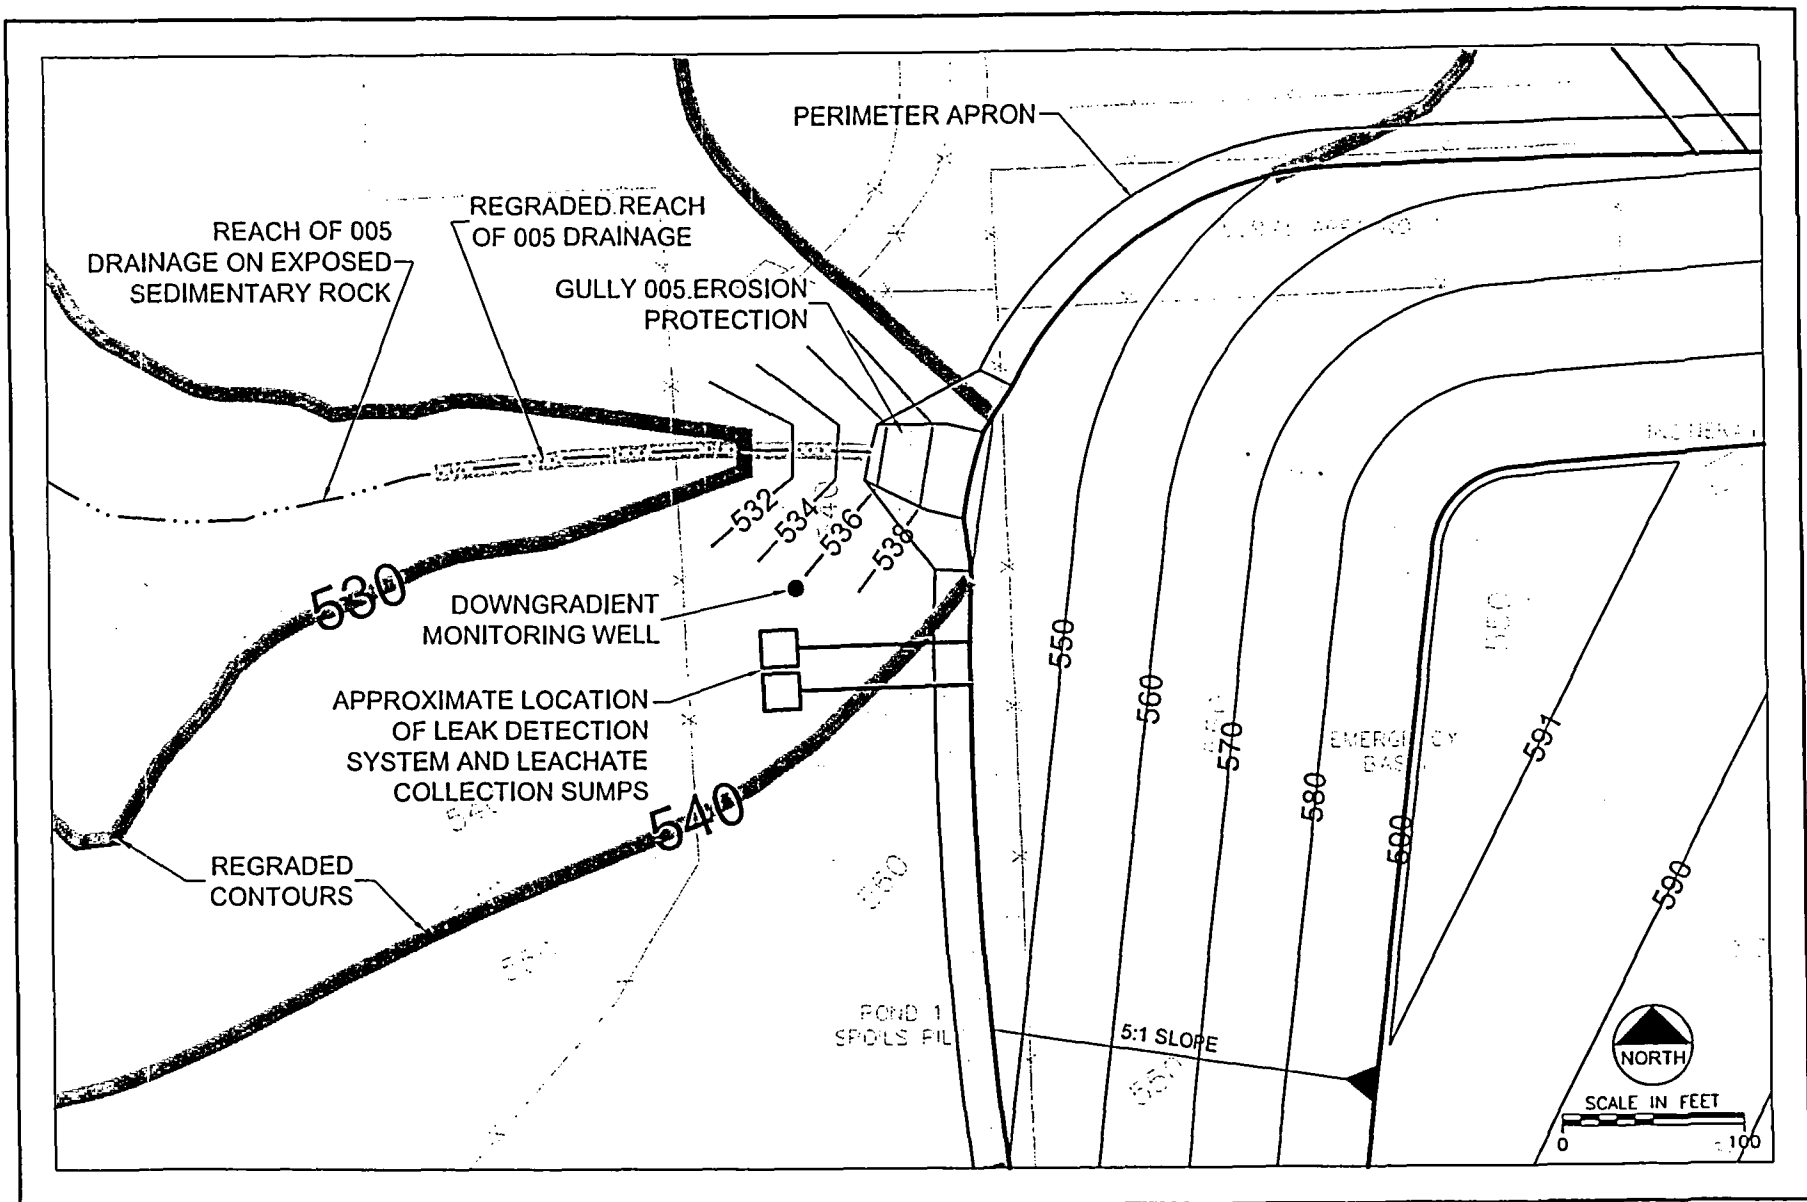 PERIMETER APRON
REGRADED REACH
OF 005 DRAINAGE
REACH OF 005
DRAINAGE ON EXPOSED
SEDIMENTARY ROCK
GULLY 005 EROSION
PROTECTION
532
534
536
538
530
DOWNGRADIENT
MONITORING WELL
APPROXIMATE LOCATION
OF LEAK DETECTION
SYSTEM AND LEACHATE
COLLECTION SUMPS
540
REGRADED
CONTOURS
550
560
570
580
590
591
590
550
560
POND 1
5:1 SLOPE
NORTH
SCALE IN FEET
0
100